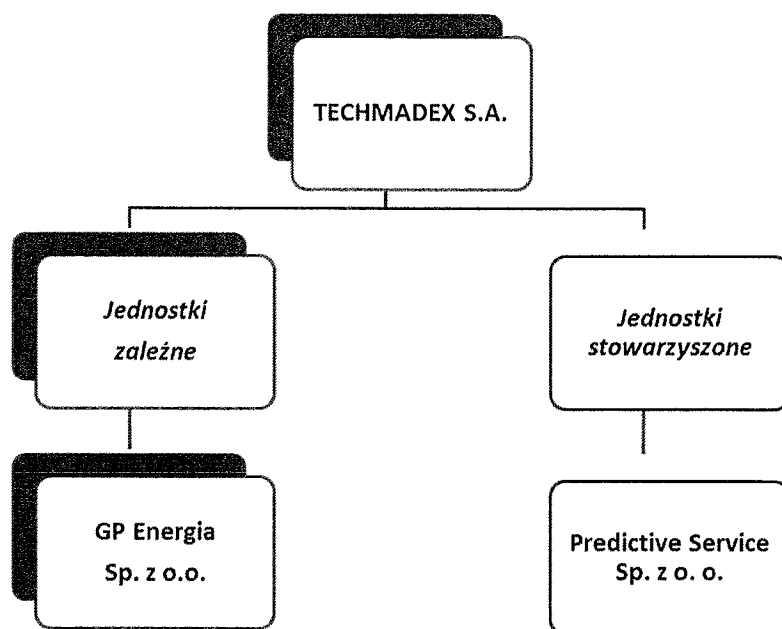 TECHMADEX S.A.
Jednostki
zależne
Jednostki
stowarzyszone
GP Energia
Sp. z o.o.
Predictive Service
Sp. z o. o.